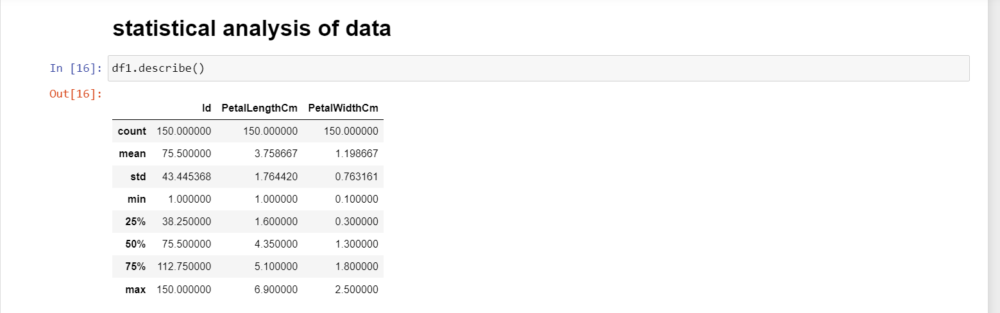 statistical analysis of data
In [16]: df1.describe()
Out[16]:
Id PetalLengthCm PetalWidthCm
count 150.000000 150.000000 150.000000
mean 75.500000 3.758667 1.198667
std 43.445368 1.764420 0.763161
min 1.000000 1.000000 0.100000
25% 38.250000 1.600000 0.300000
50% 75.500000 4.350000 1.300000
75% 112.750000 5.100000 1.800000
max 150.000000 6.900000 2.500000